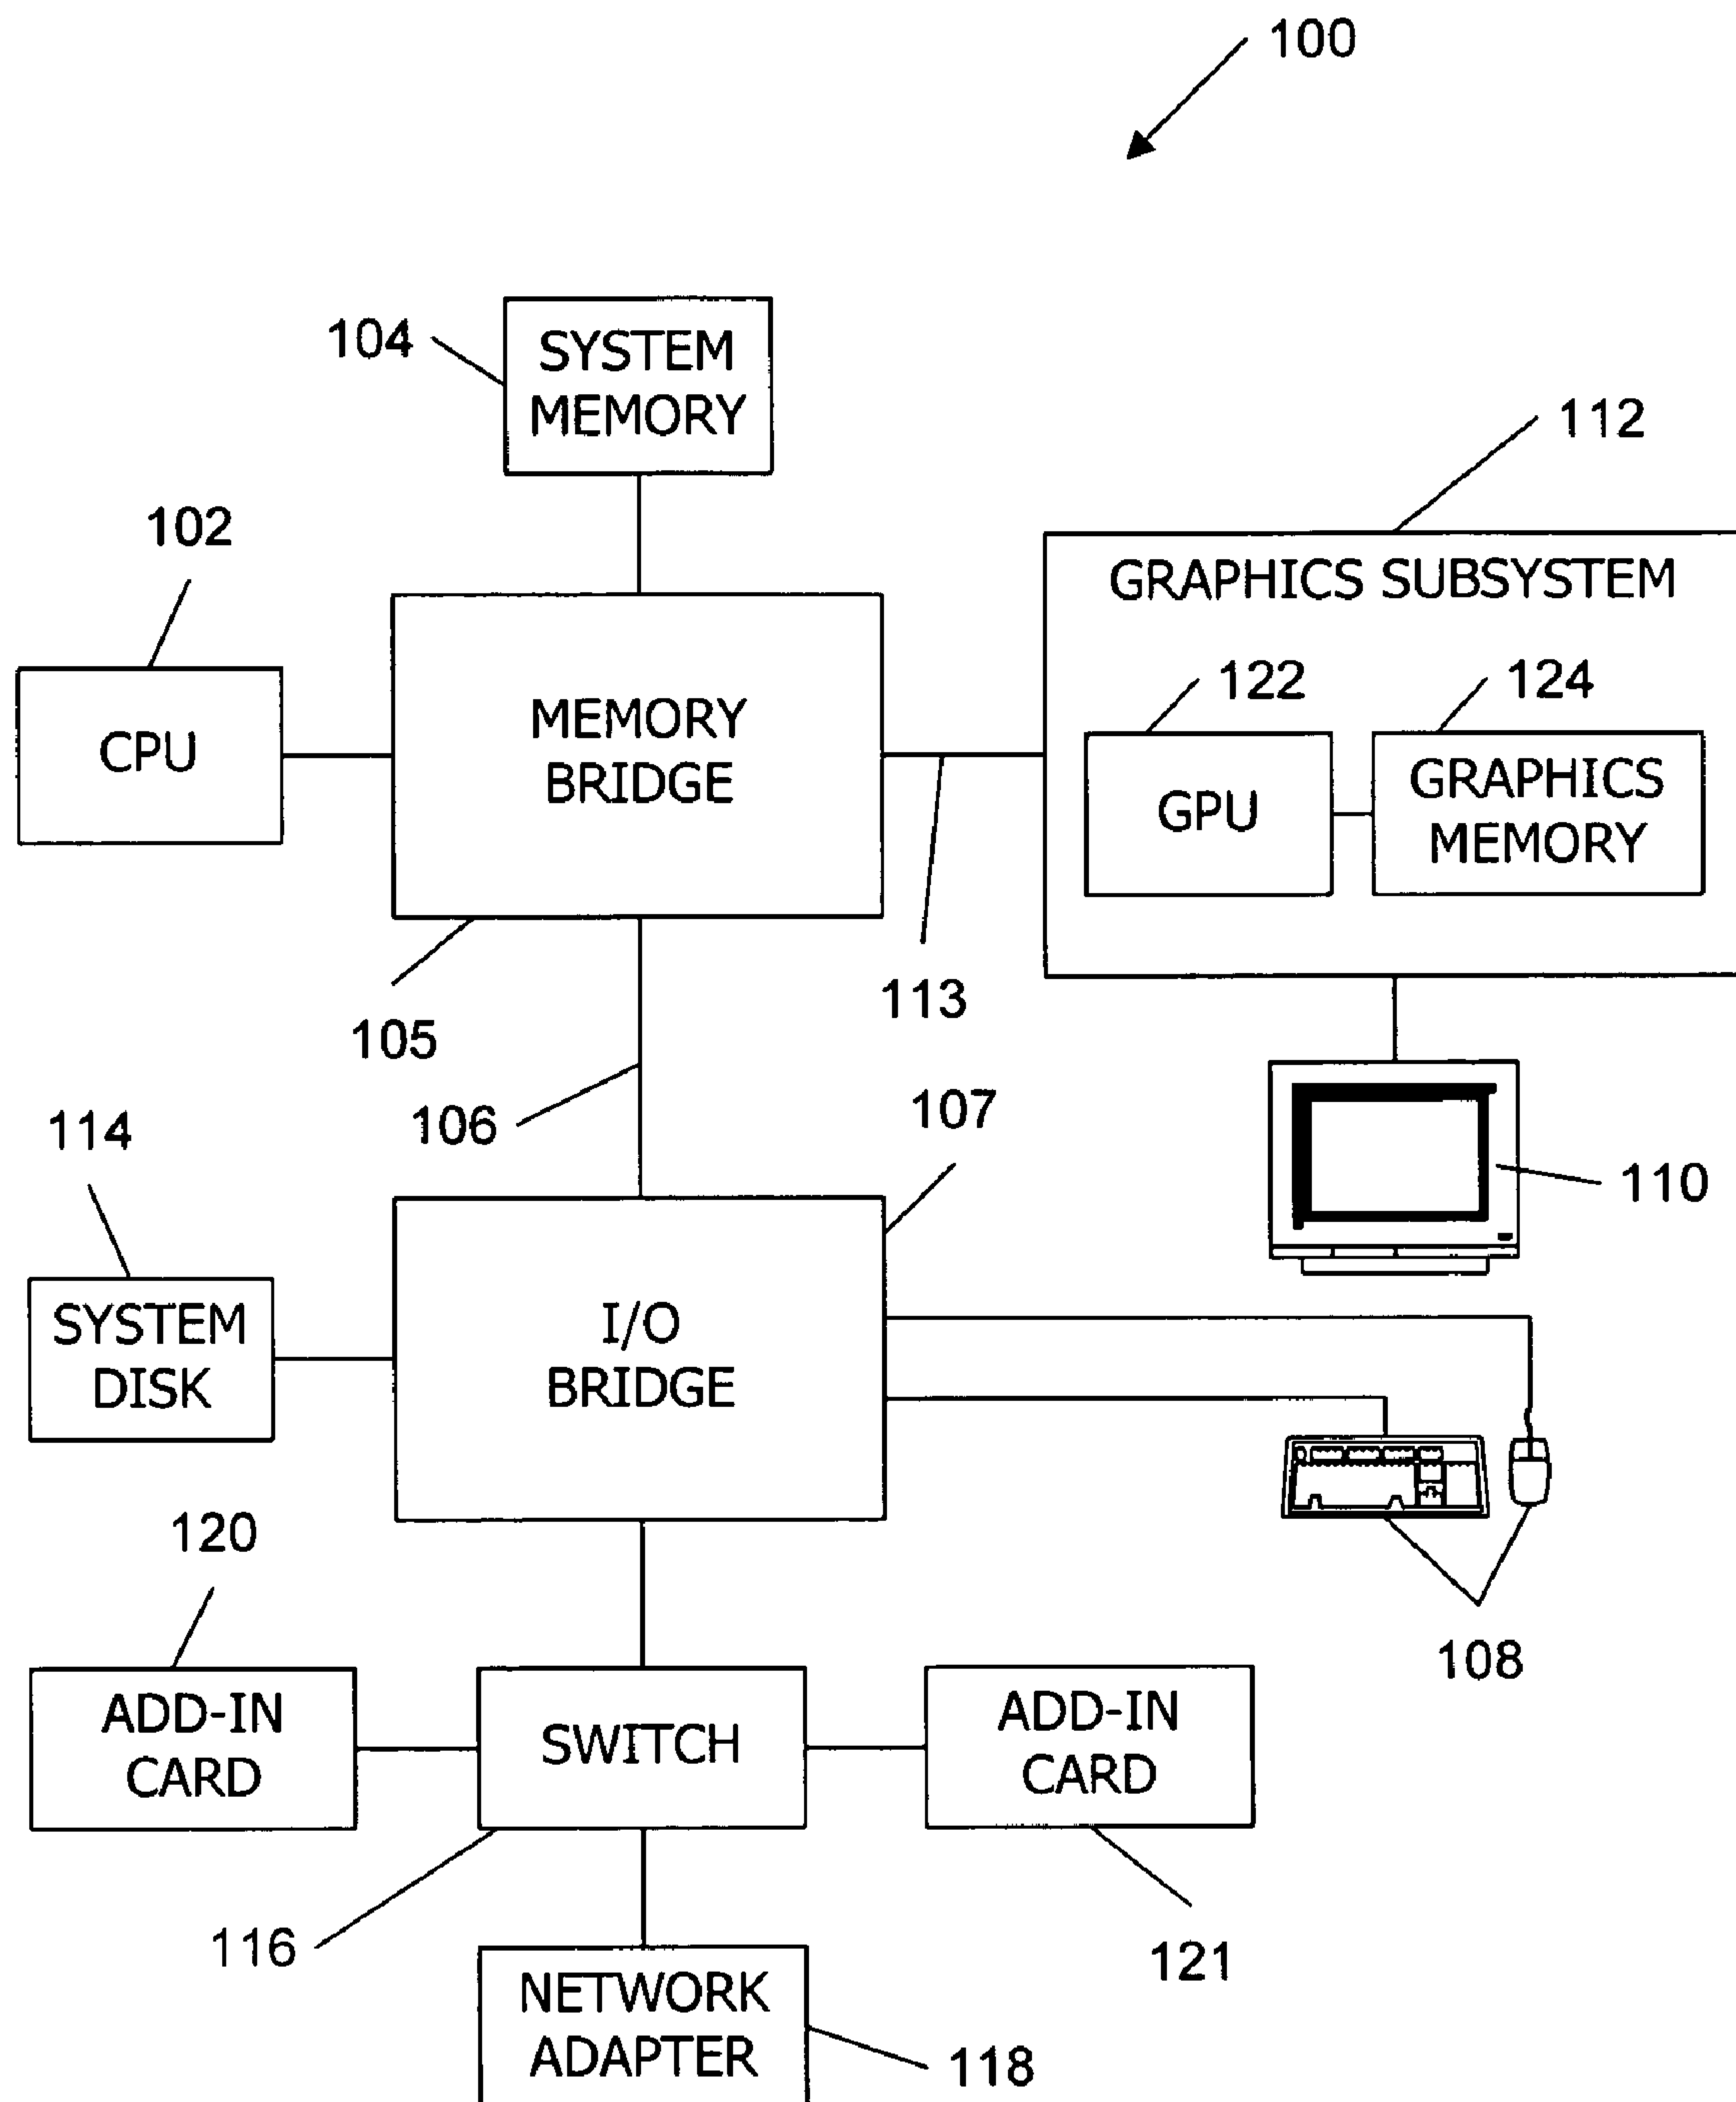 100
104
SYSTEM
MEMORY
112
102
GRAPHICS SUBSYSTEM
122
124
CPU
MEMORY
BRIDGE
GPU
GRAPHICS
MEMORY
113
105
106
107
114
110
SYSTEM
DISK
I/O
BRIDGE
120
108
ADD-IN
CARD
SWITCH
ADD-IN
CARD
116
121
NETWORK
ADAPTER
118